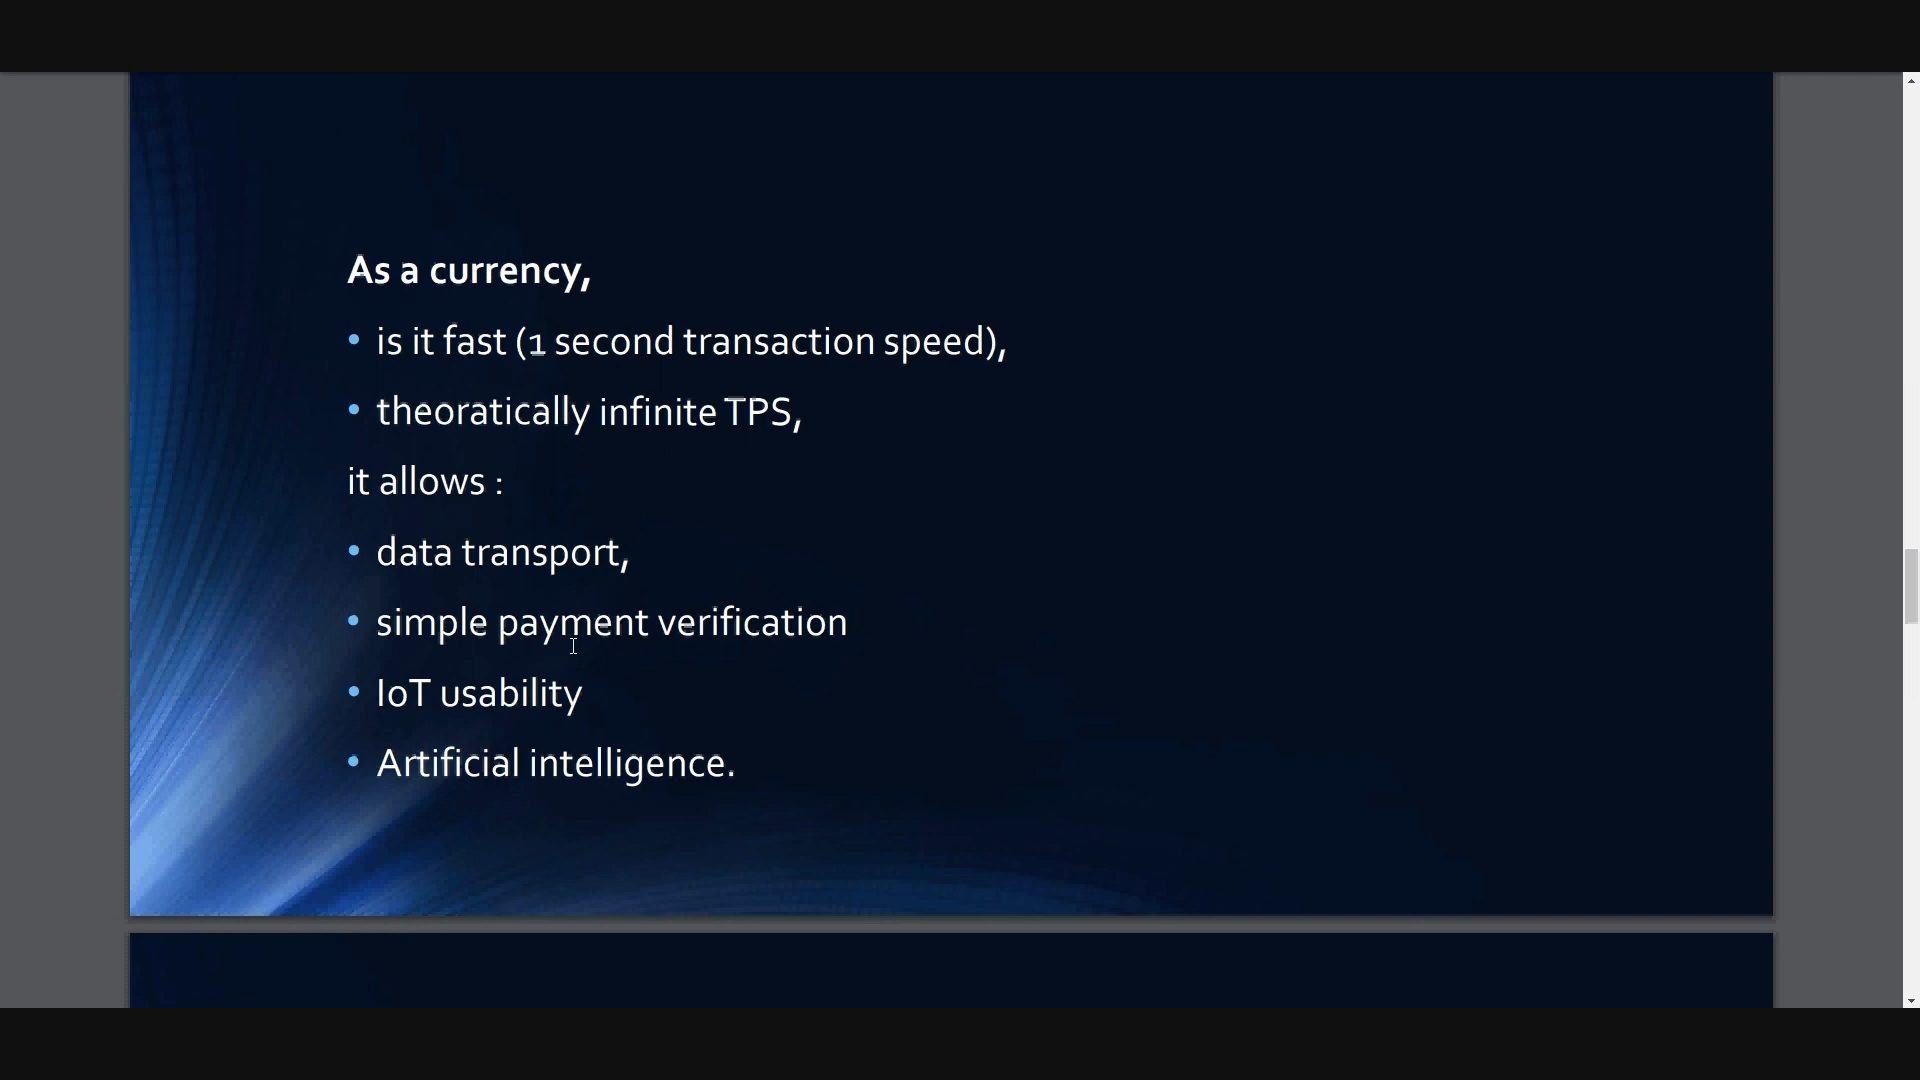 As a currency,
• is it fast (1 second transaction speed),
• theoratically infinite TPS,
it allows :
• data transport,
• simple payment verification
• IoT usability
• Artificial intelligence.